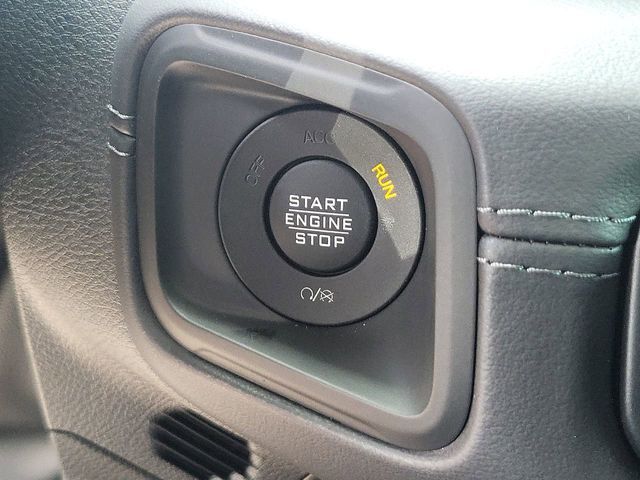 ACC
OFF
RUN
START
ENGINE
STOP